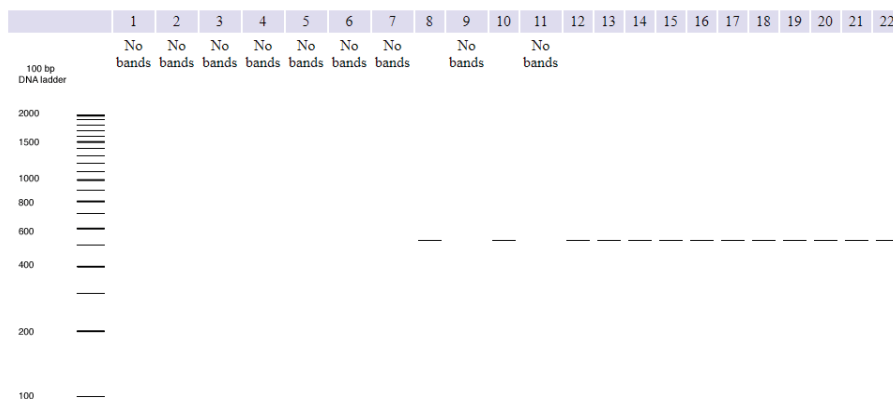 1 2 3 4 5 6 7 8 9 10 11 12 13 14 15 16 17 18 19 20 21 22
No No No No No No No No No
bands bands bands bands bands bands bands bands bands
100 bp
DNA ladder
2000
1500
1000
800
600
400
200
100